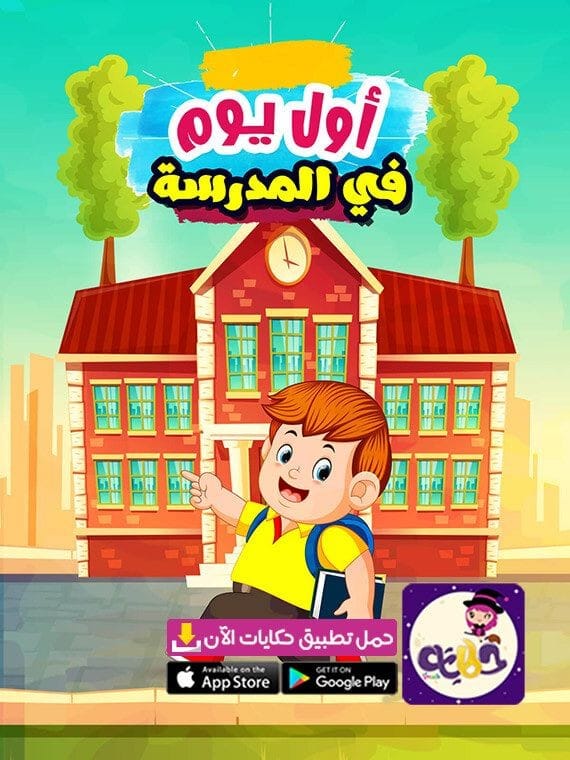 أول يوم
في المدرسة
حمل تطبيق حكايات الآن
Available on the
App Store
GET IT ON
Google Play